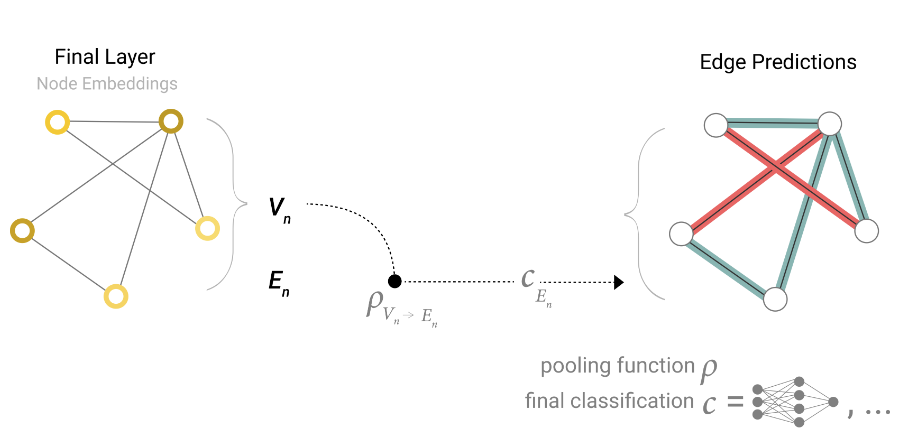 Final Layer
Node Embeddings
Edge Predictions
Vn
En
ρVn→ En
cEn
pooling function ρ
final classification c = , ...